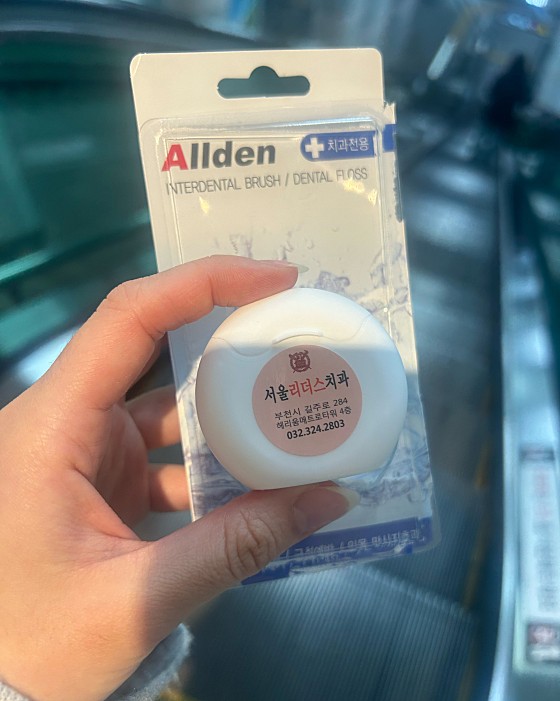 Allden
치과전용
INTERDENTAL BRUSH / DENTAL FLOSS
서울리더스치과
부천시 길주로 284
헤리움메트로타워 4층
032.324.2803